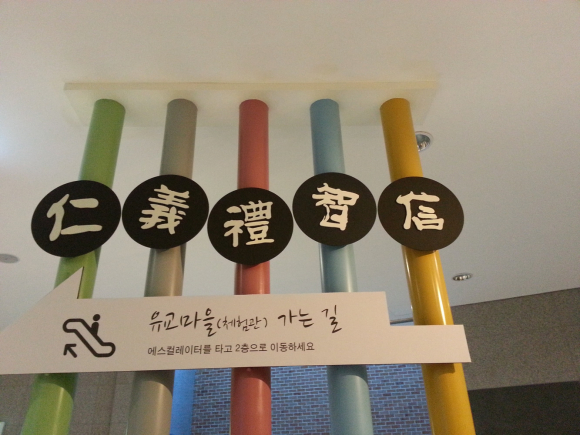 仁義禮智信
유교마을(체험관) 가는 길
에스컬레이터를 타고 2층으로 이동하세요